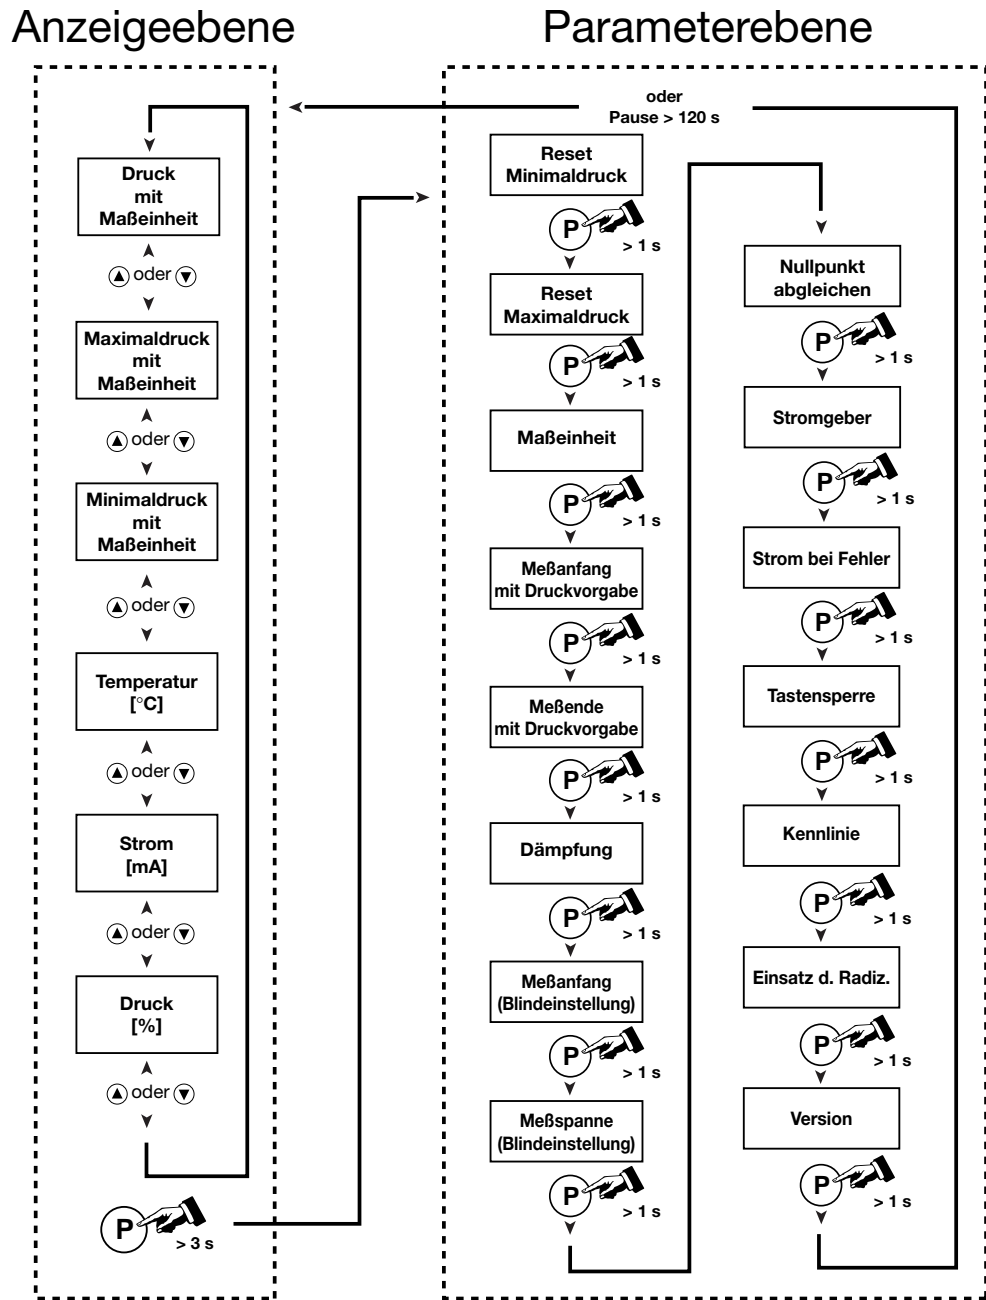 Anzeigeebene
Druck
mit
Maßeinheit
oder
Maximaldruck
mit
Maßeinheit
oder
Minimaldruck
mit
Maßeinheit
oder
Temperatur
[°C]
oder
Strom
[mA]
oder
Druck
[%]
oder
P
> 3 s
Parameterebene
oder
Pause > 120 s
Reset
Minimaldruck
P
> 1 s
Reset
Maximaldruck
P
> 1 s
Maßeinheit
P
> 1 s
Meßanfang
mit Druckvorgabe
P
> 1 s
Meßende
mit Druckvorgabe
P
> 1 s
Dämpfung
P
> 1 s
Meßanfang
(Blindeinstellung)
P
> 1 s
Meßspanne
(Blindeinstellung)
P
> 1 s
Nullpunkt
abgleichen
P
> 1 s
Stromgeber
P
> 1 s
Strom bei Fehler
P
> 1 s
Tastensperre
P
> 1 s
Kennlinie
P
> 1 s
Einsatz d. Radiz.
P
> 1 s
Version
P
> 1 s